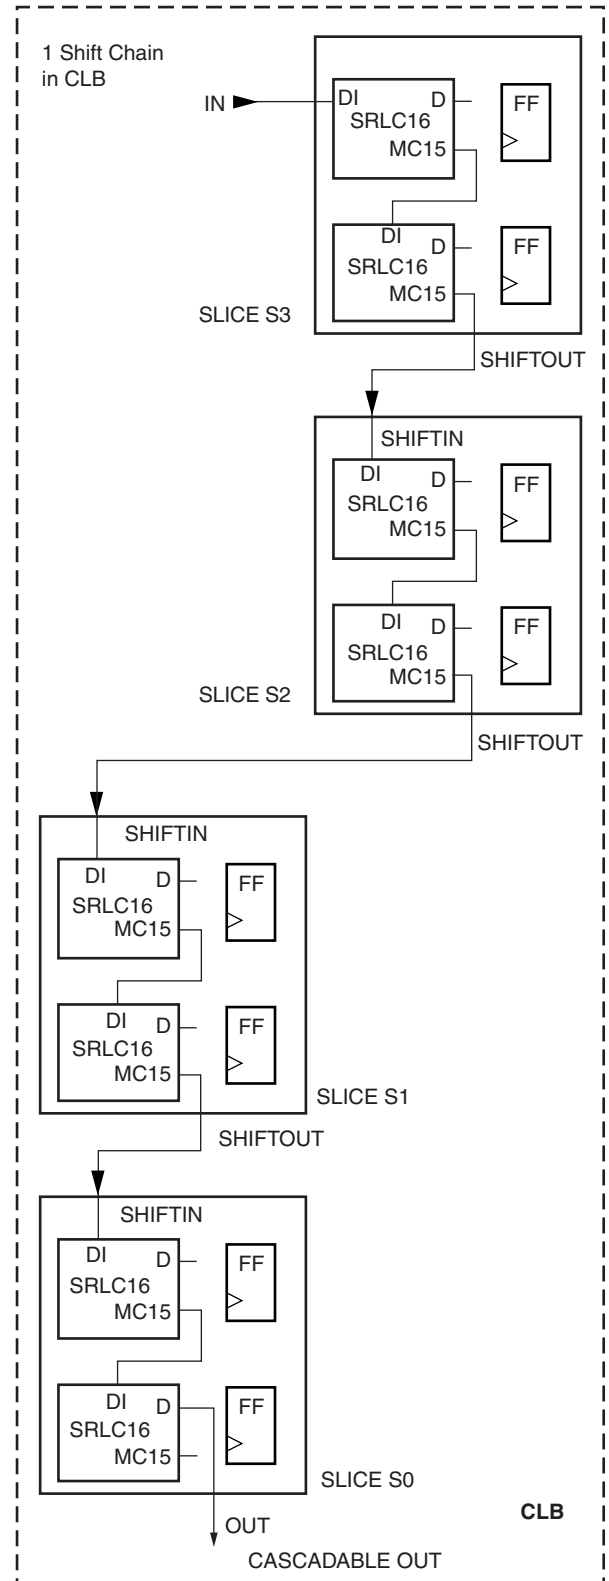 1 Shift Chain
in CLB
IN
DI
D
SRLC16
MC15
FF
DI
D
SRLC16
MC15
FF
SLICE S3
SHIFTOUT
SHIFTIN
DI
D
SRLC16
MC15
FF
DI
D
SRLC16
MC15
FF
SLICE S2
SHIFTOUT
SHIFTIN
DI
D
SRLC16
MC15
FF
DI
D
SRLC16
MC15
FF
SLICE S1
SHIFTOUT
SHIFTIN
DI
D
SRLC16
MC15
FF
DI
D
SRLC16
MC15
FF
SLICE S0
OUT
CLB
CASCADABLE OUT